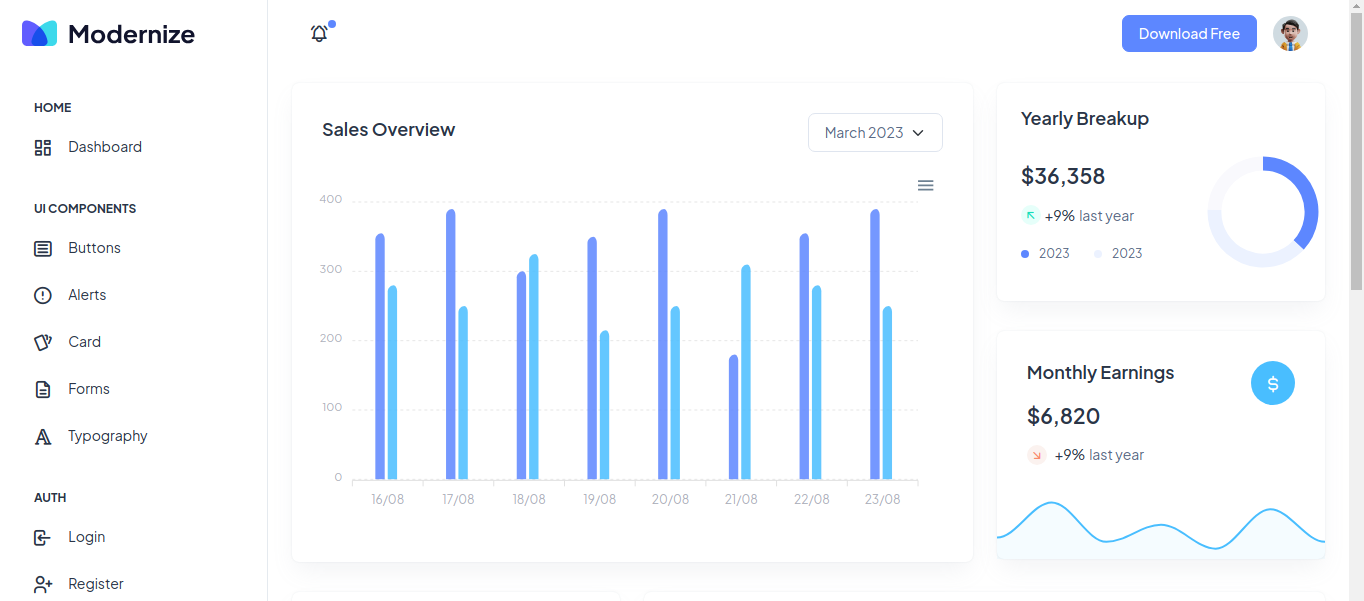 Modernize
HOME
Dashboard
UI COMPONENTS
Buttons
Alerts
Card
Forms
Typography
AUTH
Login
Register
Download Free
Sales Overview
March 2023
400
300
200
100
0
16/08 17/08 18/08 19/08 20/08 21/08 22/08 23/08
Yearly Breakup
$36,358
+9% last year
2023 2023
Monthly Earnings
$
$6,820
+9% last year